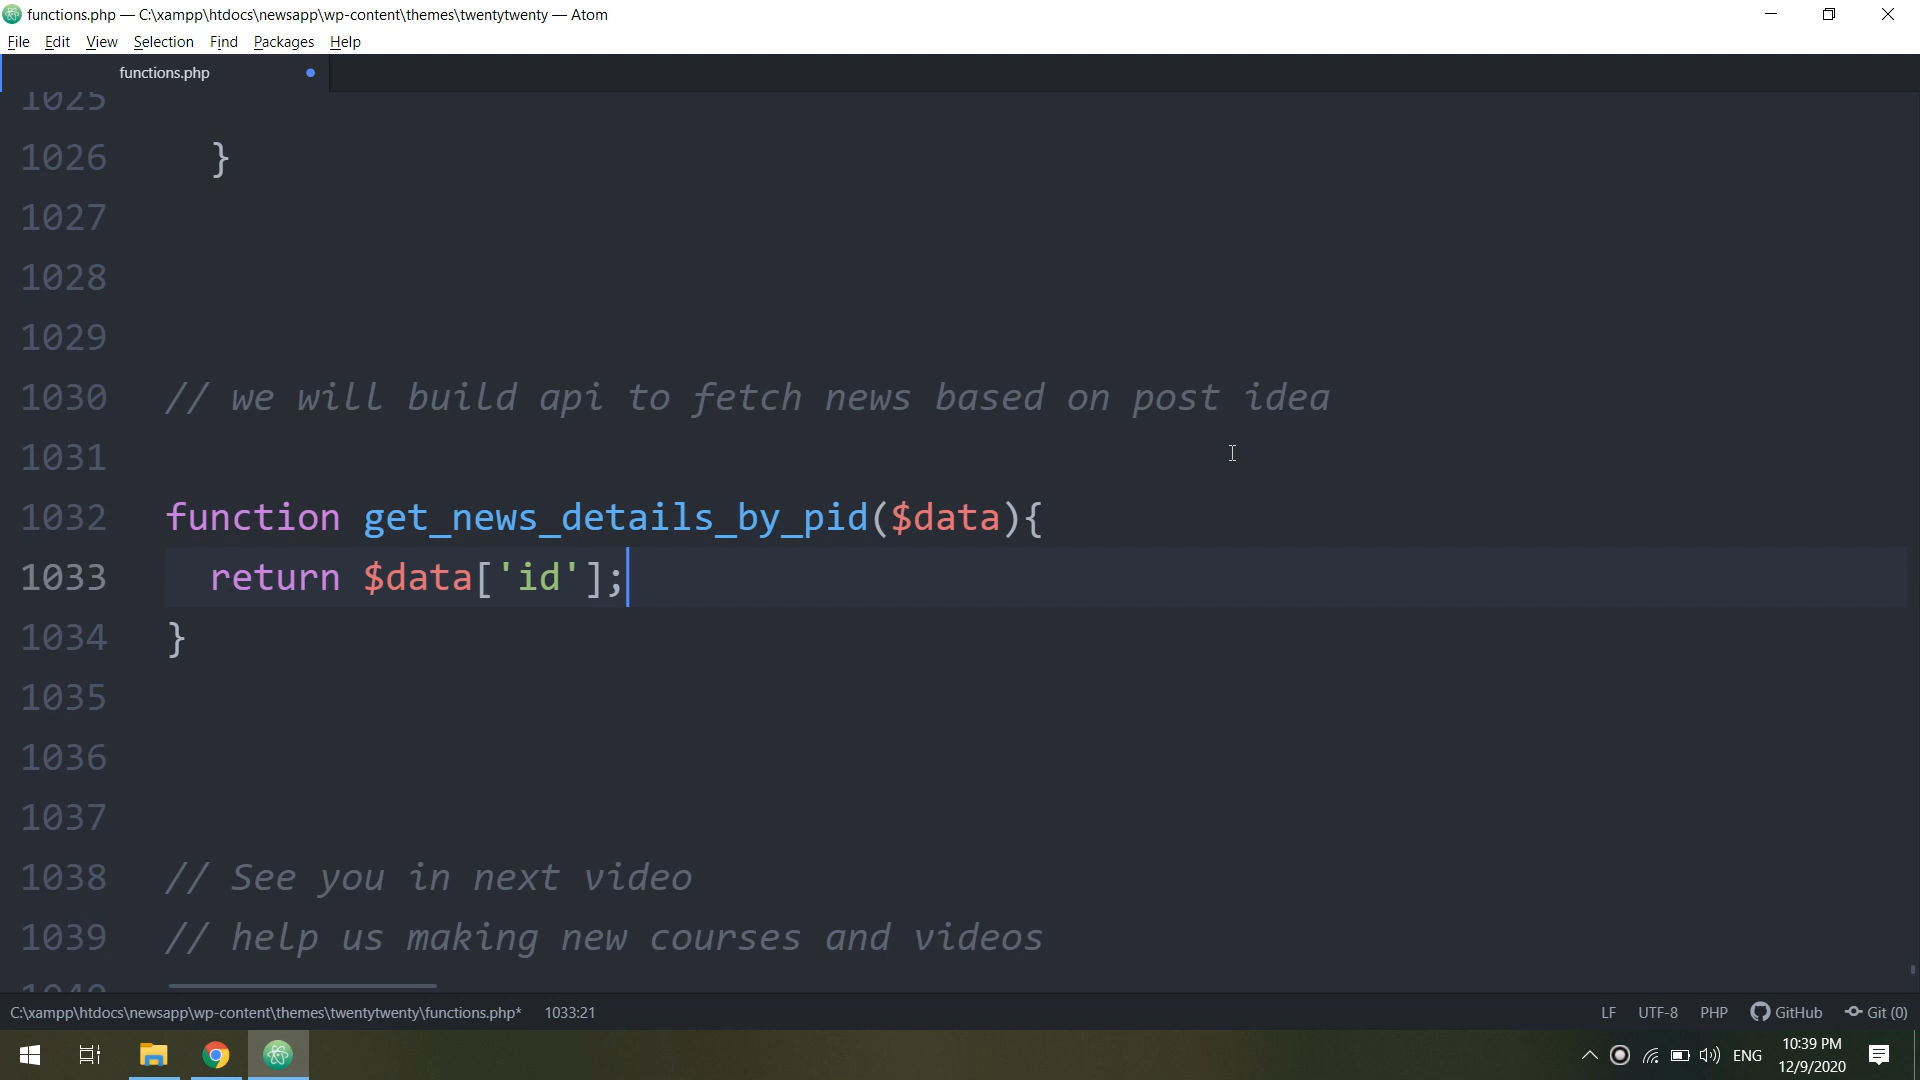 functions.php — C:\xampp\htdocs\newsapp\wp-content\themes\twentytwenty — Atom
File Edit View Selection Find Packages Help
functions.php
1025
1026 }
1027
1028
1029
1030 // we will build api to fetch news based on post idea
1031
1032 function get_news_details_by_pid($data){
1033 return $data['id'];
1034 }
1035
1036
1037
1038 // See you in next video
1039 // help us making new courses and videos
1040
C:\xampp\htdocs\newsapp\wp-content\themes\twentytwenty\functions.php* 1033:21 LF UTF-8 PHP GitHub Git (0)
ENG 10:39 PM
12/9/2020